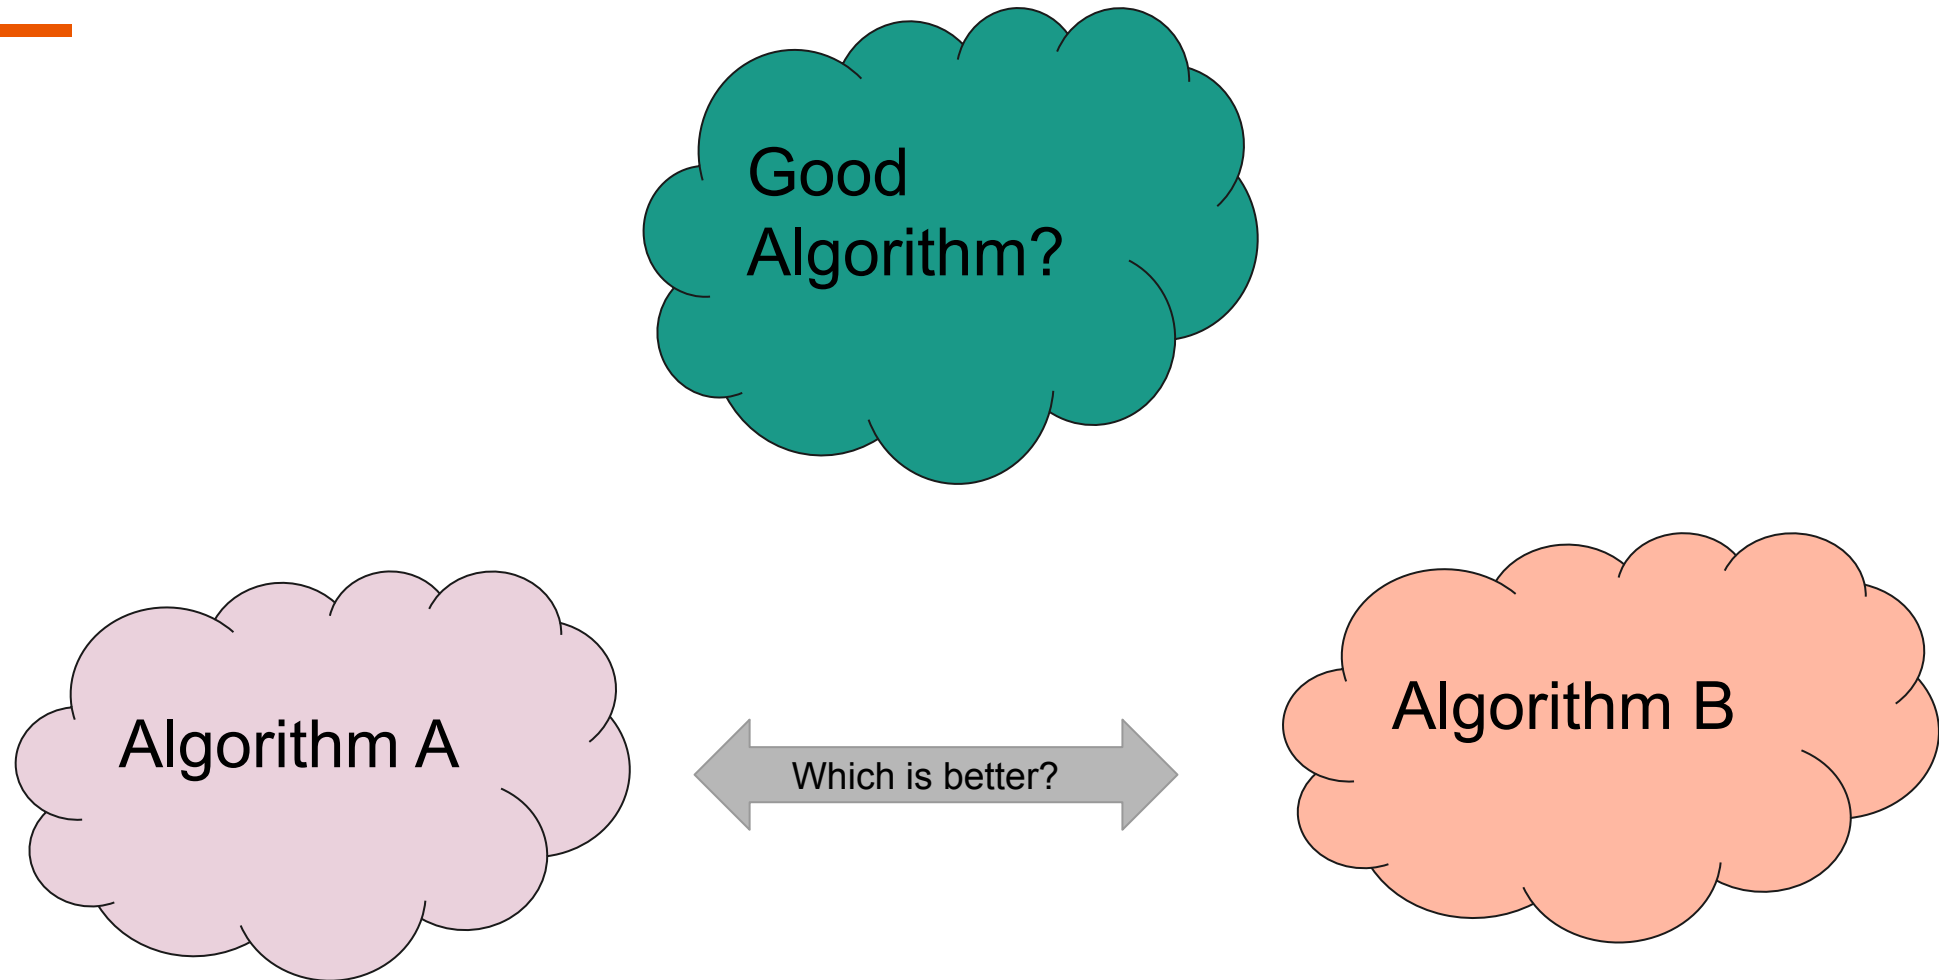 Good
Algorithm?
Algorithm A
Which is better?
Algorithm B